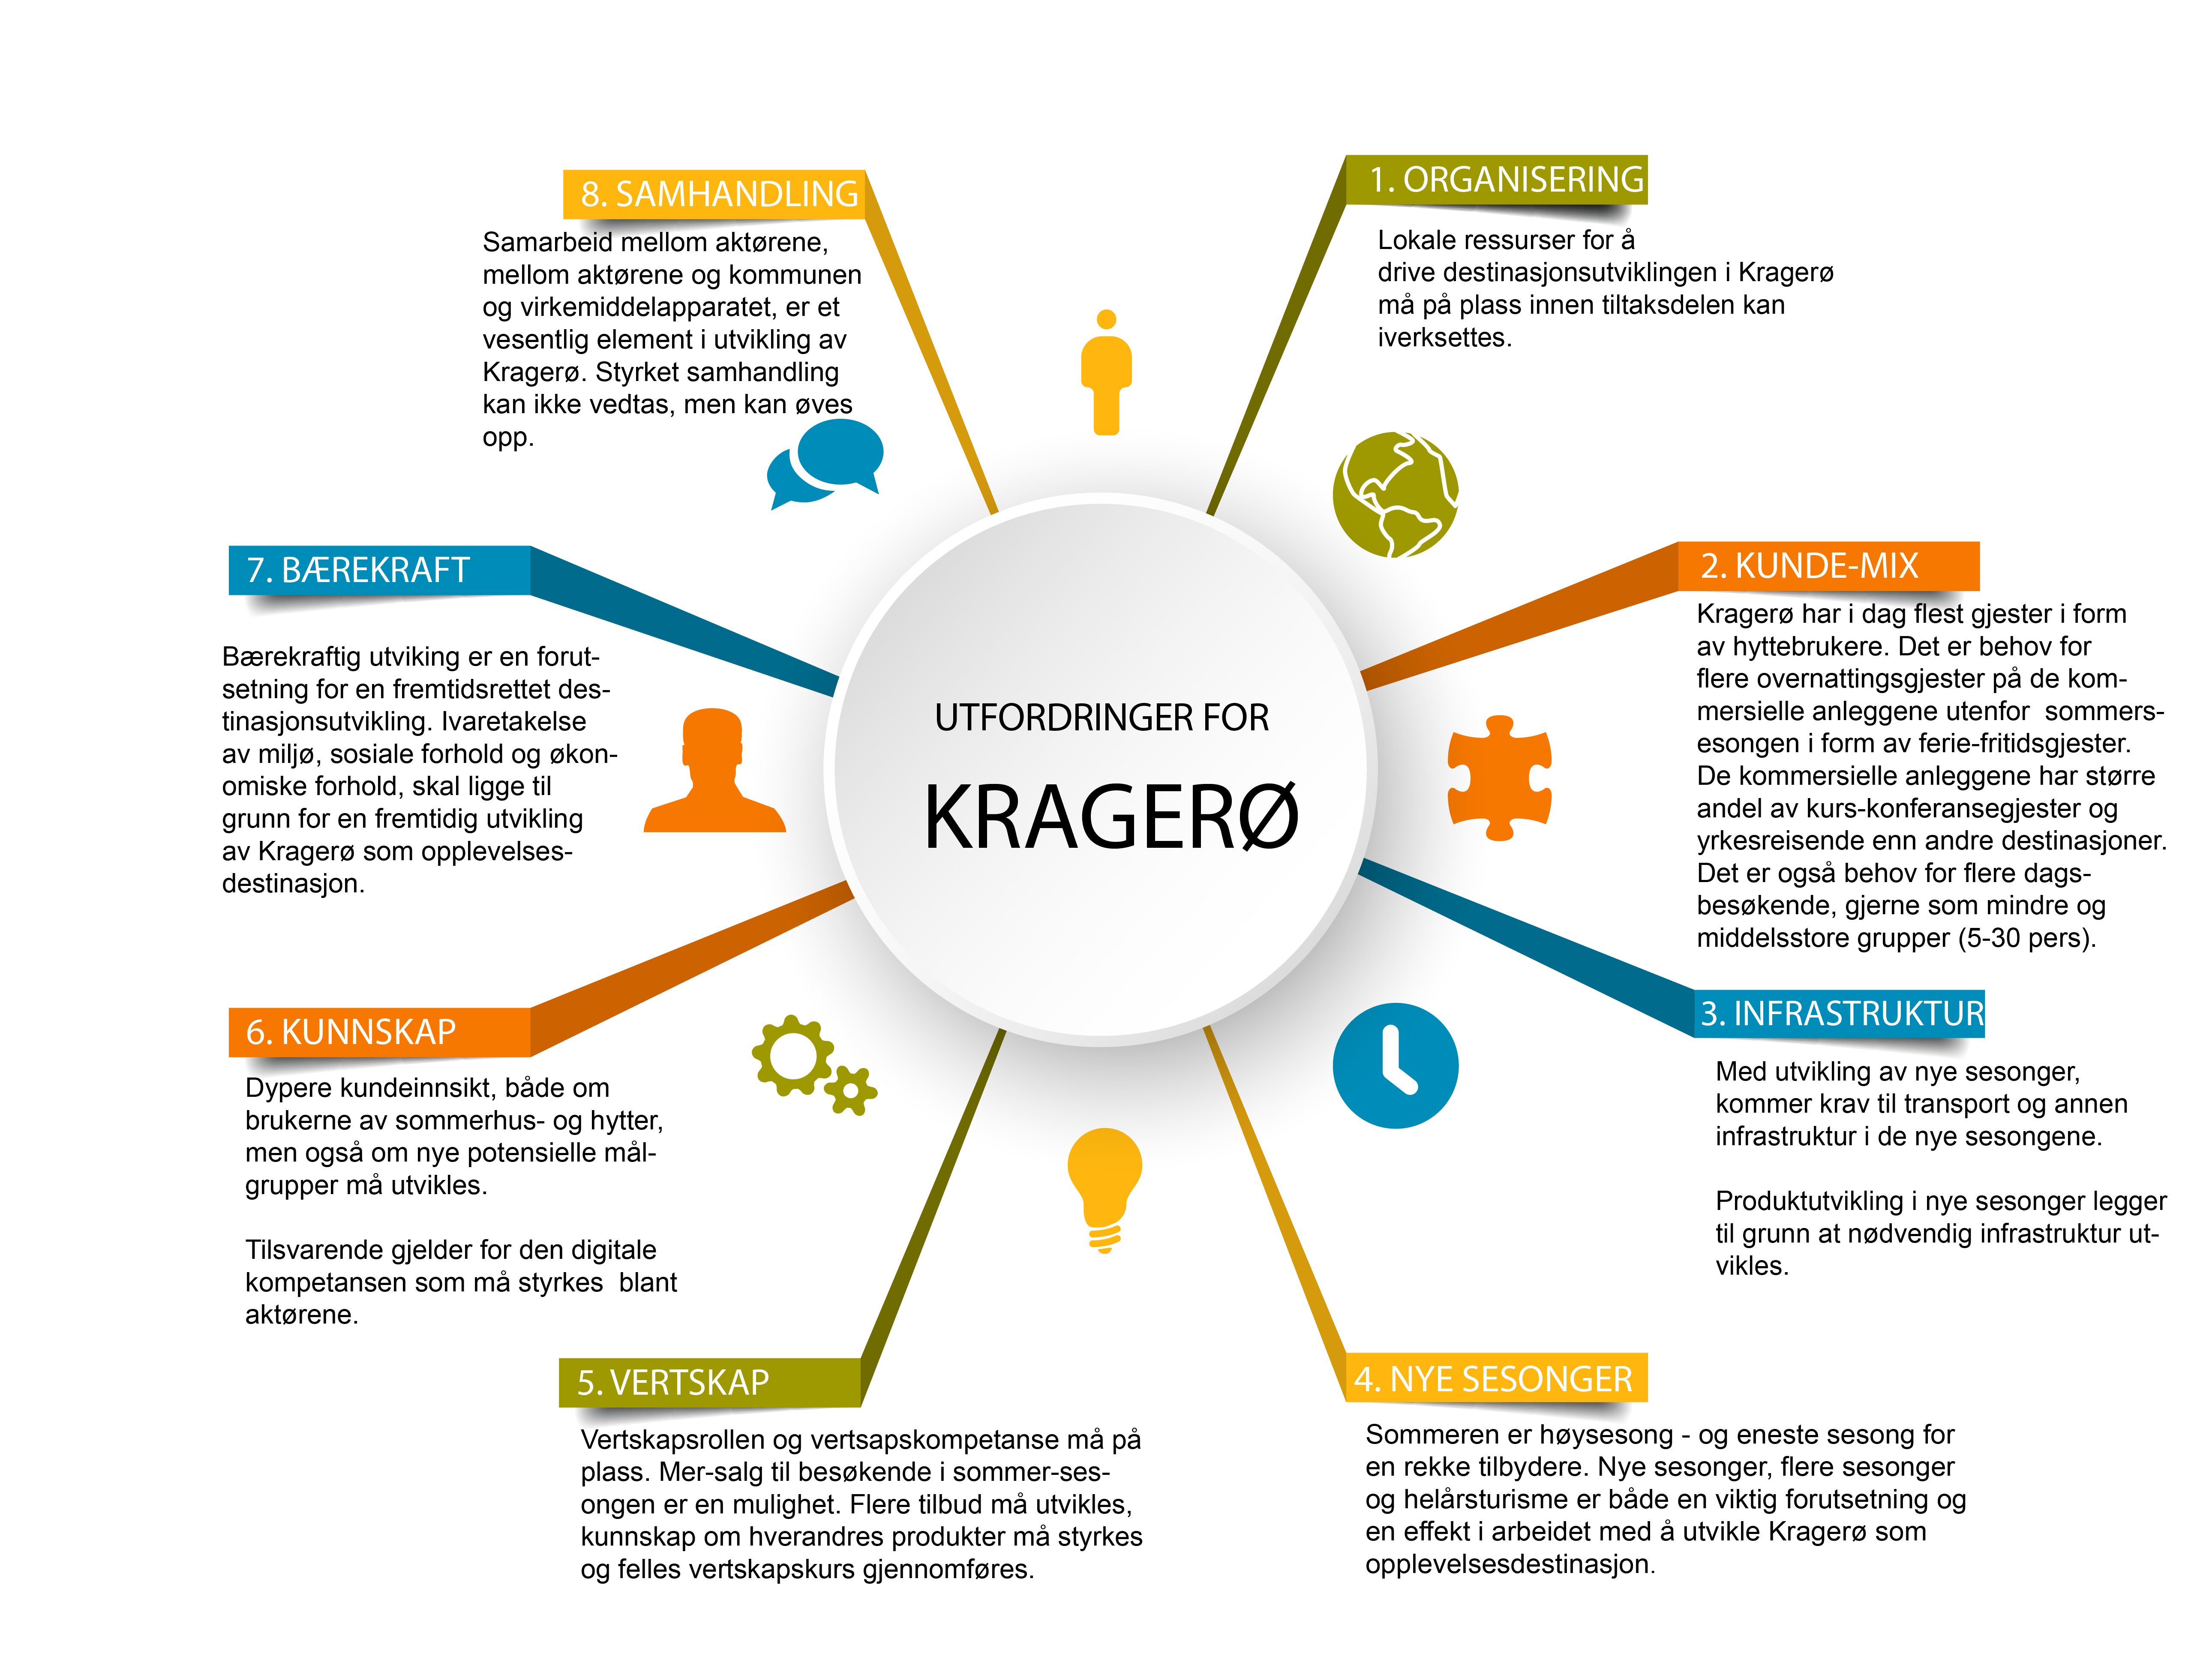 UTFORDRINGER FOR
KRAGERØ
1. ORGANISERING
Lokale ressurser for å
drive destinasjonsutviklingen i Kragerø
må på plass innen tiltaksdelen kan
iverksettes.
2. KUNDE-MIX
Kragerø har i dag flest gjester i form
av hyttebrukere. Det er behov for
flere overnattingsgjester på de kom-
mersielle anleggene utenfor  sommers-
esongen i form av ferie-fritidsgjester.
De kommersielle anleggene har større
andel av kurs-konferansegjester og
yrkesreisende enn andre destinasjoner.
Det er også behov for flere dags-
besøkende, gjerne som mindre og
middelsstore grupper (5-30 pers).
3. INFRASTRUKTUR
Med utvikling av nye sesonger,
kommer krav til transport og annen
infrastruktur i de nye sesongene.
Produktutvikling i nye sesonger legger
til grunn at nødvendig infrastruktur ut-
vikles.
4. NYE SESONGER
Sommeren er høysesong - og eneste sesong for
en rekke tilbydere. Nye sesonger, flere sesonger
og helårsturisme er både en viktig forutsetning og
en effekt i arbeidet med å utvikle Kragerø som
opplevelsesdestinasjon.
5. VERTSKAP
Vertskapsrollen og vertsapskompetanse må på
plass. Mer-salg til besøkende i sommer-ses-
ongen er en mulighet. Flere tilbud må utvikles,
kunnskap om hverandres produkter må styrkes
og felles vertskapskurs gjennomføres.
6. KUNNSKAP
Dypere kundeinnsikt, både om
brukerne av sommerhus- og hytter,
men også om nye potensielle mål-
grupper må utvikles.
Tilsvarende gjelder for den digitale
kompetansen som må styrkes  blant
aktørene.
7. BÆREKRAFT
Bærekraftig utviking er en forut-
setning for en fremtidsrettet des-
tinasjonsutvikling. Ivaretakelse
av miljø, sosiale forhold og økon-
omiske forhold, skal ligge til
grunn for en fremtidig utvikling
av Kragerø som opplevelses-
destinasjon.
8. SAMHANDLING
Samarbeid mellom aktørene,
mellom aktørene og kommunen
og virkemiddelapparatet, er et
vesentlig element i utvikling av
Kragerø. Styrket samhandling
kan ikke vedtas, men kan øves
opp.